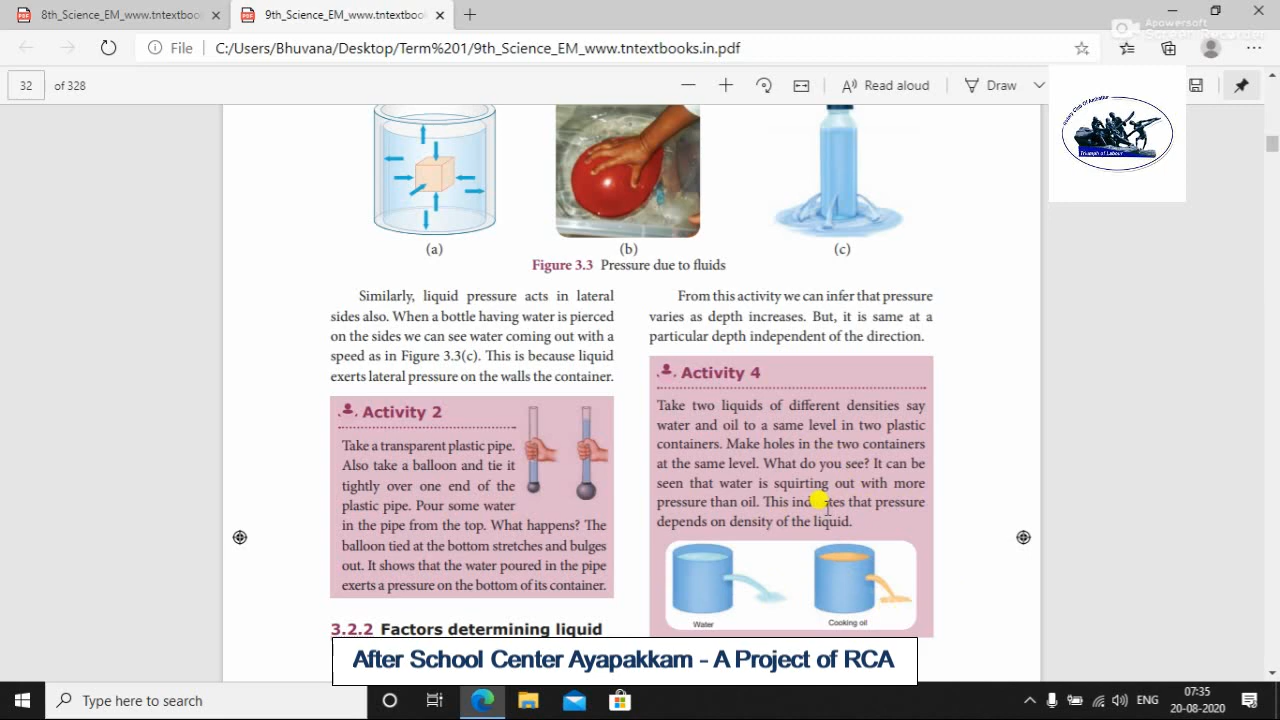 8th_Science_EM_www.tntextbooks
9th_Science_EM_www.tntextbook
Apowersoft
Screen Recorder
File
C:/Users/Bhuvana/Desktop/Term%201/9th_Science_EM_www.tntextbooks.in.pdf
32 of 328
Read aloud
Draw
Triumph of Labour
(a)
(b)
(c)
Figure 3.3 Pressure due to fluids
Similarly, liquid pressure acts in lateral
sides also. When a bottle having water is pierced
on the sides we can see water coming out with a
speed as in Figure 3.3(c). This is because liquid
exerts lateral pressure on the walls the container.
Activity 2
Take a transparent plastic pipe.
Also take a balloon and tie it
tightly over one end of the
plastic pipe. Pour some water
in the pipe from the top. What happens? The
balloon tied at the bottom stretches and bulges
out. It shows that the water poured in the pipe
exerts a pressure on the bottom of its container.
3.2.2 Factors determining liquid
From this activity we can infer that pressure
varies as depth increases. But, it is same at a
particular depth independent of the direction.
Activity 4
Take two liquids of different densities say
water and oil to a same level in two plastic
containers. Make holes in the two containers
at the same level. What do you see? It can be
seen that water is squirting out with more
pressure than oil. This indicates that pressure
depends on density of the liquid.
Water
Cooking oil
After School Center Ayapakkam - A Project of RCA
Type here to search
ENG
07:35
20-08-2020